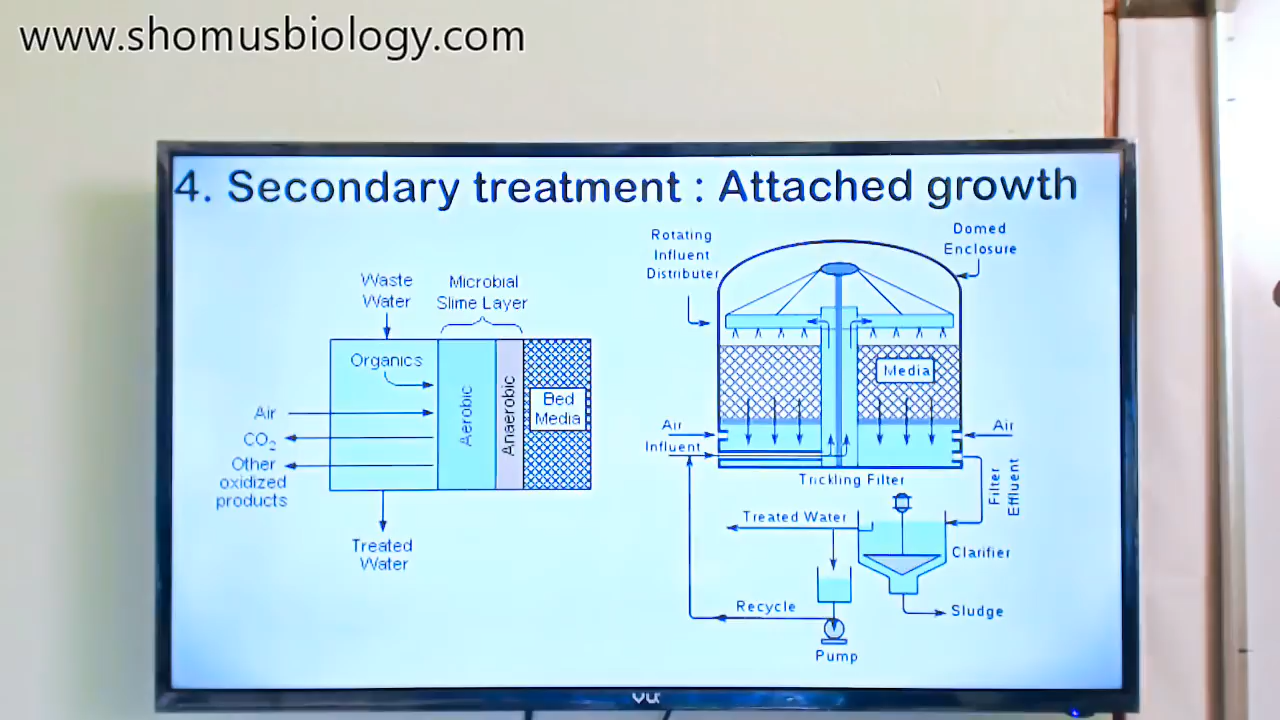 www.shomusbiology.com
4. Secondary treatment : Attached growth
Waste
Water
Microbial
Slime Layer
Organics
Aerobic
Anaerobic
Bed
Media
Air
CO2
Other
oxidized
products
Treated
Water
Rotating
Influent
Distributer
Domed
Enclosure
Media
Air
Influent
Air
Trickling Filter
Filter
Effluent
Treated Water
Clarifier
Recycle
Sludge
Pump
VU